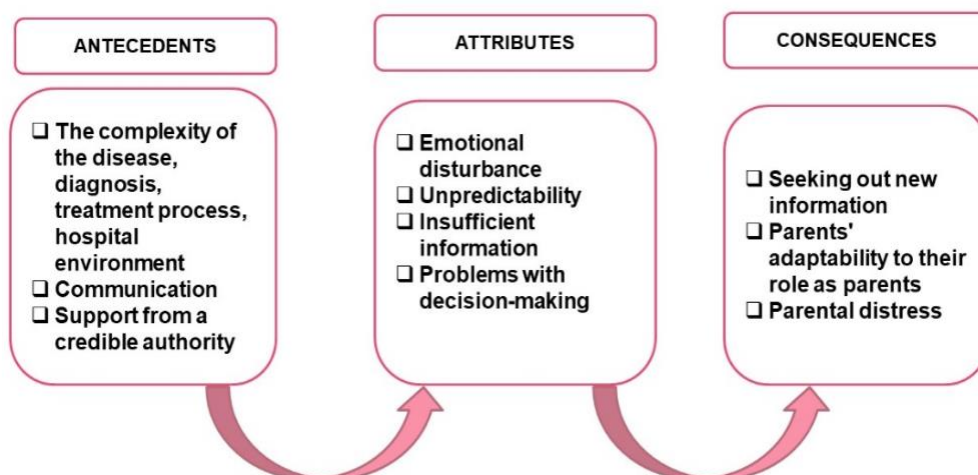 ANTECEDENTS
❑ The complexity of
the disease,
diagnosis,
treatment process,
hospital
environment
❑ Communication
❑ Support from a
credible authority
ATTRIBUTES
❑ Emotional
disturbance
❑ Unpredictability
❑ Insufficient
information
❑ Problems with
decision-making
CONSEQUENCES
❑ Seeking out new
information
❑ Parents'
adaptability to their
role as parents
❑ Parental distress